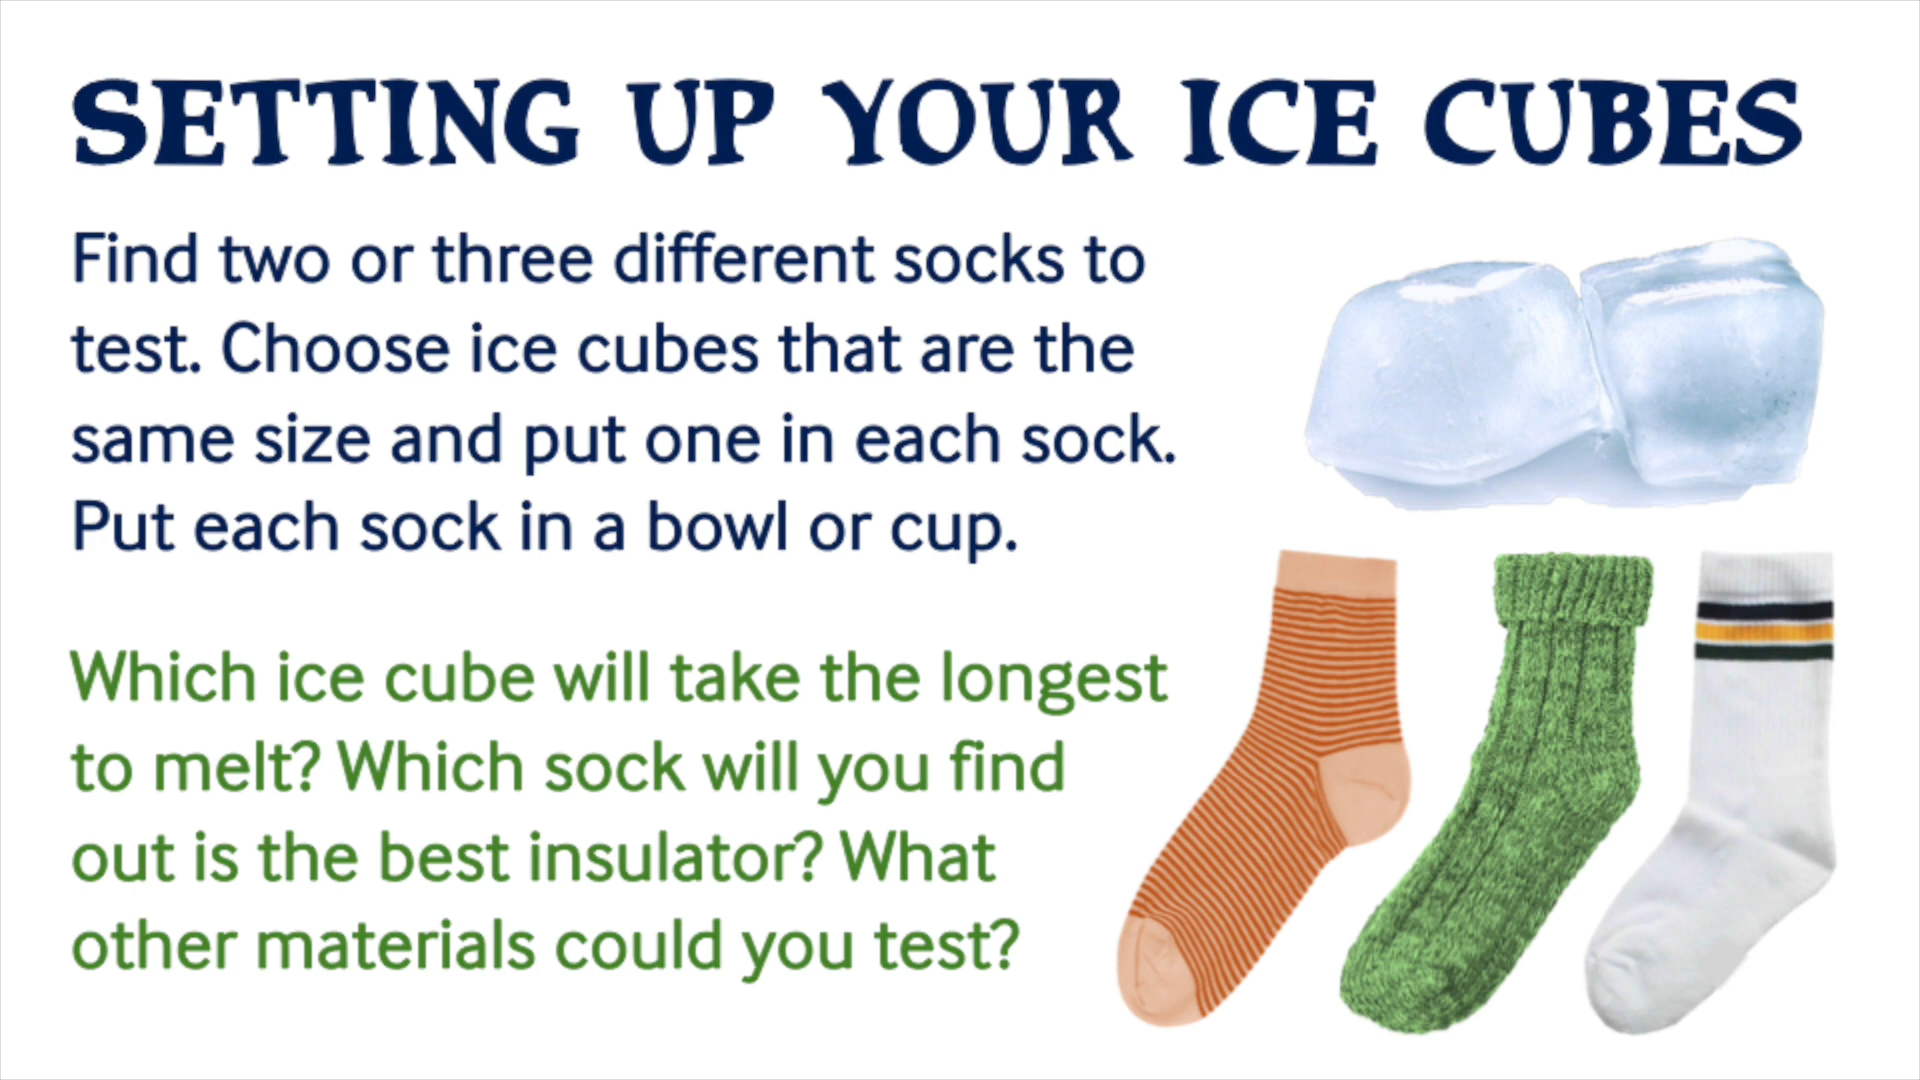 SETTING UP YOUR ICE CUBES
Find two or three different socks to
test. Choose ice cubes that are the
same size and put one in each sock.
Put each sock in a bowl or cup.
Which ice cube will take the longest
to melt? Which sock will you find
out is the best insulator? What
other materials could you test?